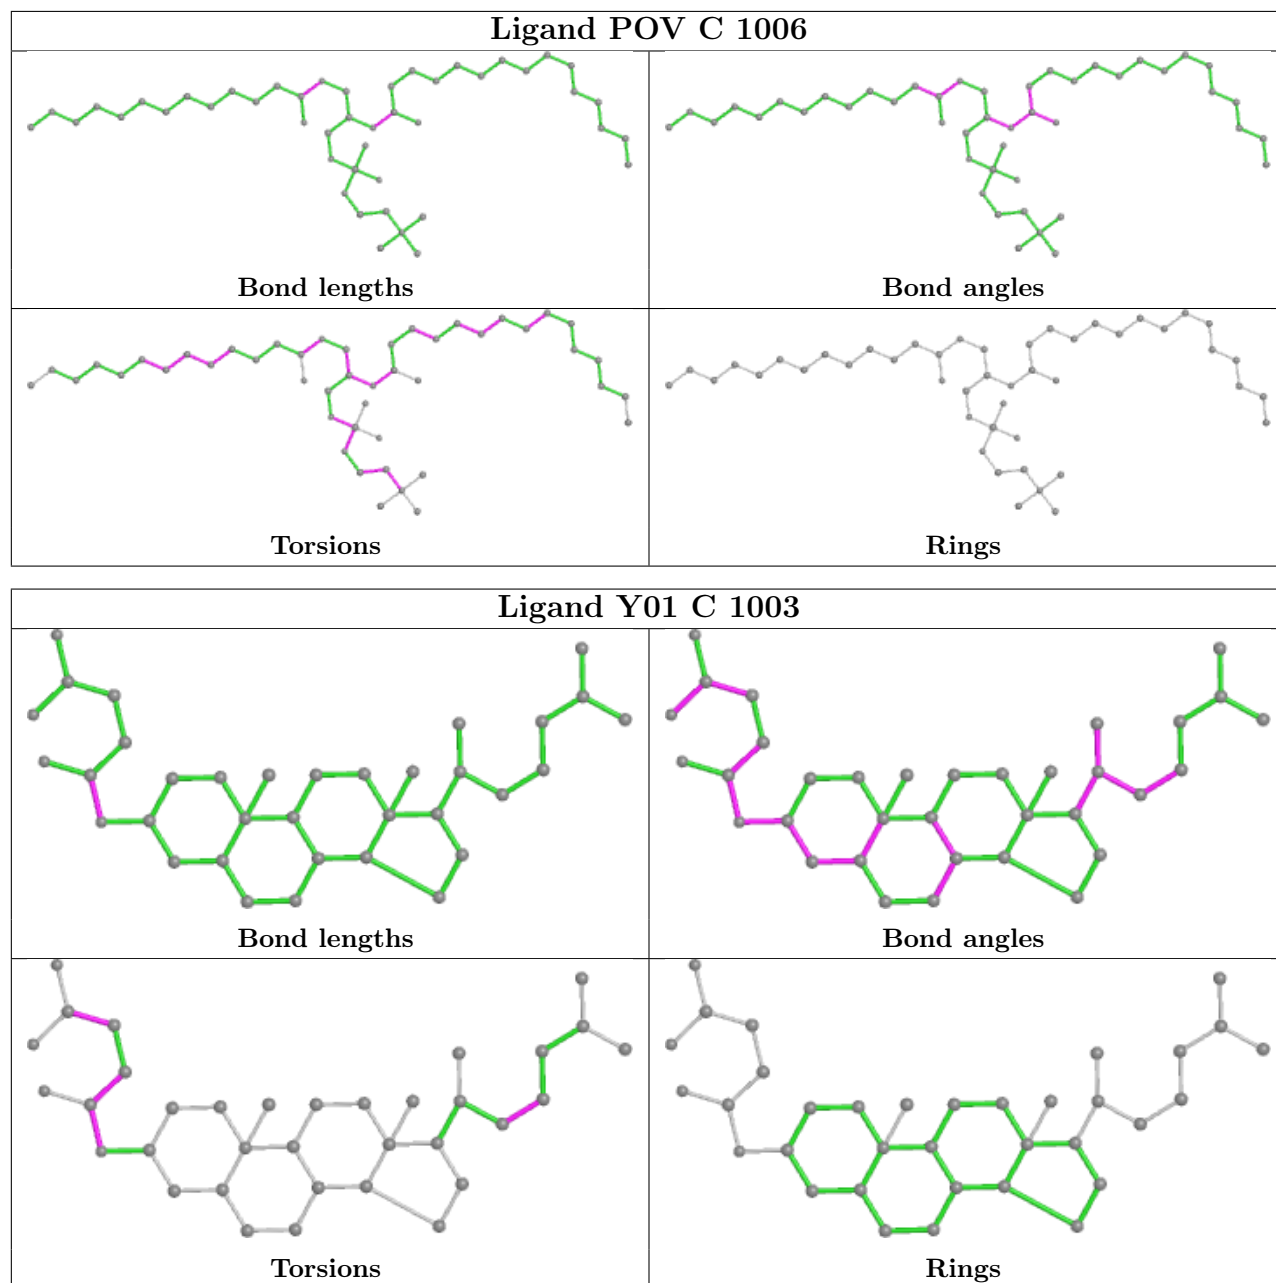 Ligand POV C 1006
Bond lengths
Bond angles
Torsions
Rings
Ligand Y01 C 1003
Bond lengths
Bond angles
Torsions
Rings